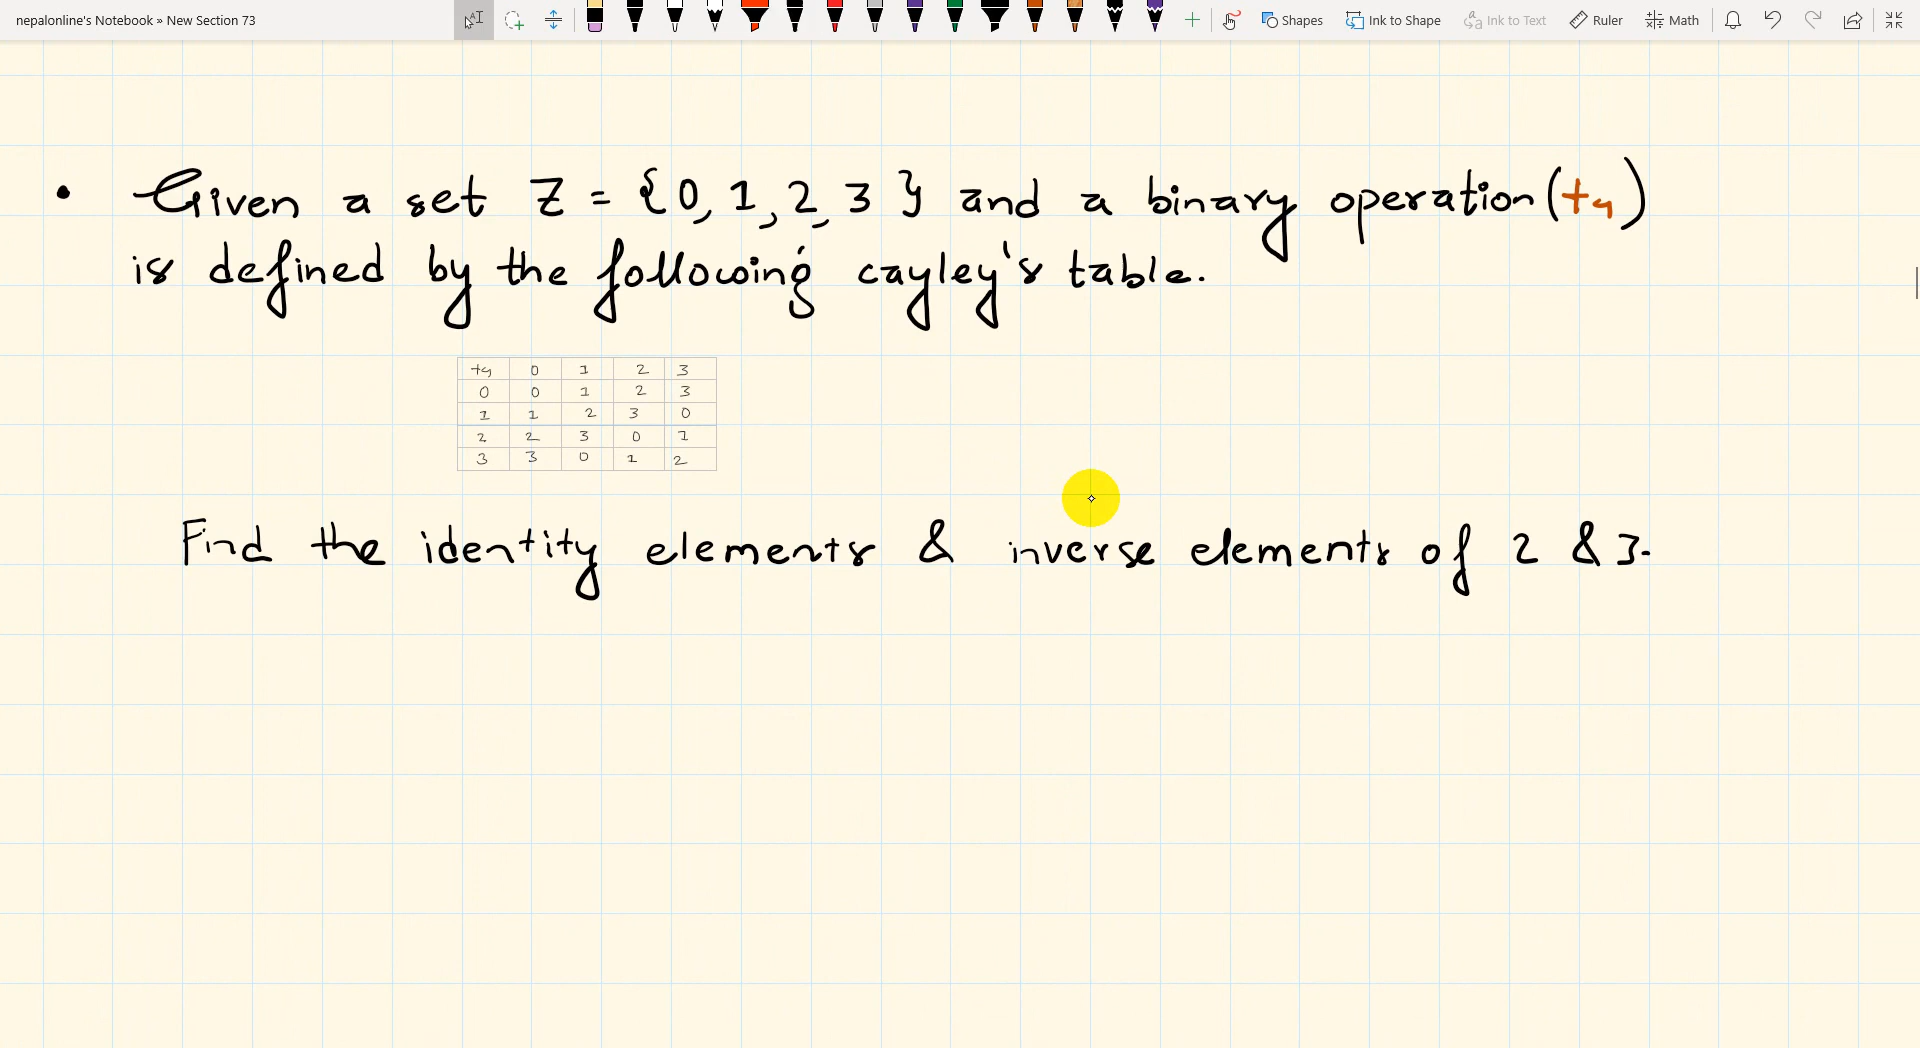 nepalonline's Notebook » New Section 73
Shapes Ink to Shape Ink to Text Ruler Math
• Given a set Z = {0, 1, 2, 3} and a binary operation (+₄)
is defined by the following cayley's table.
+₄ 0 1 2 3
0 0 1 2 3
1 1 2 3 0
2 2 3 0 1
3 3 0 1 2
Find the identity elements & inverse elements of 2 & 3.